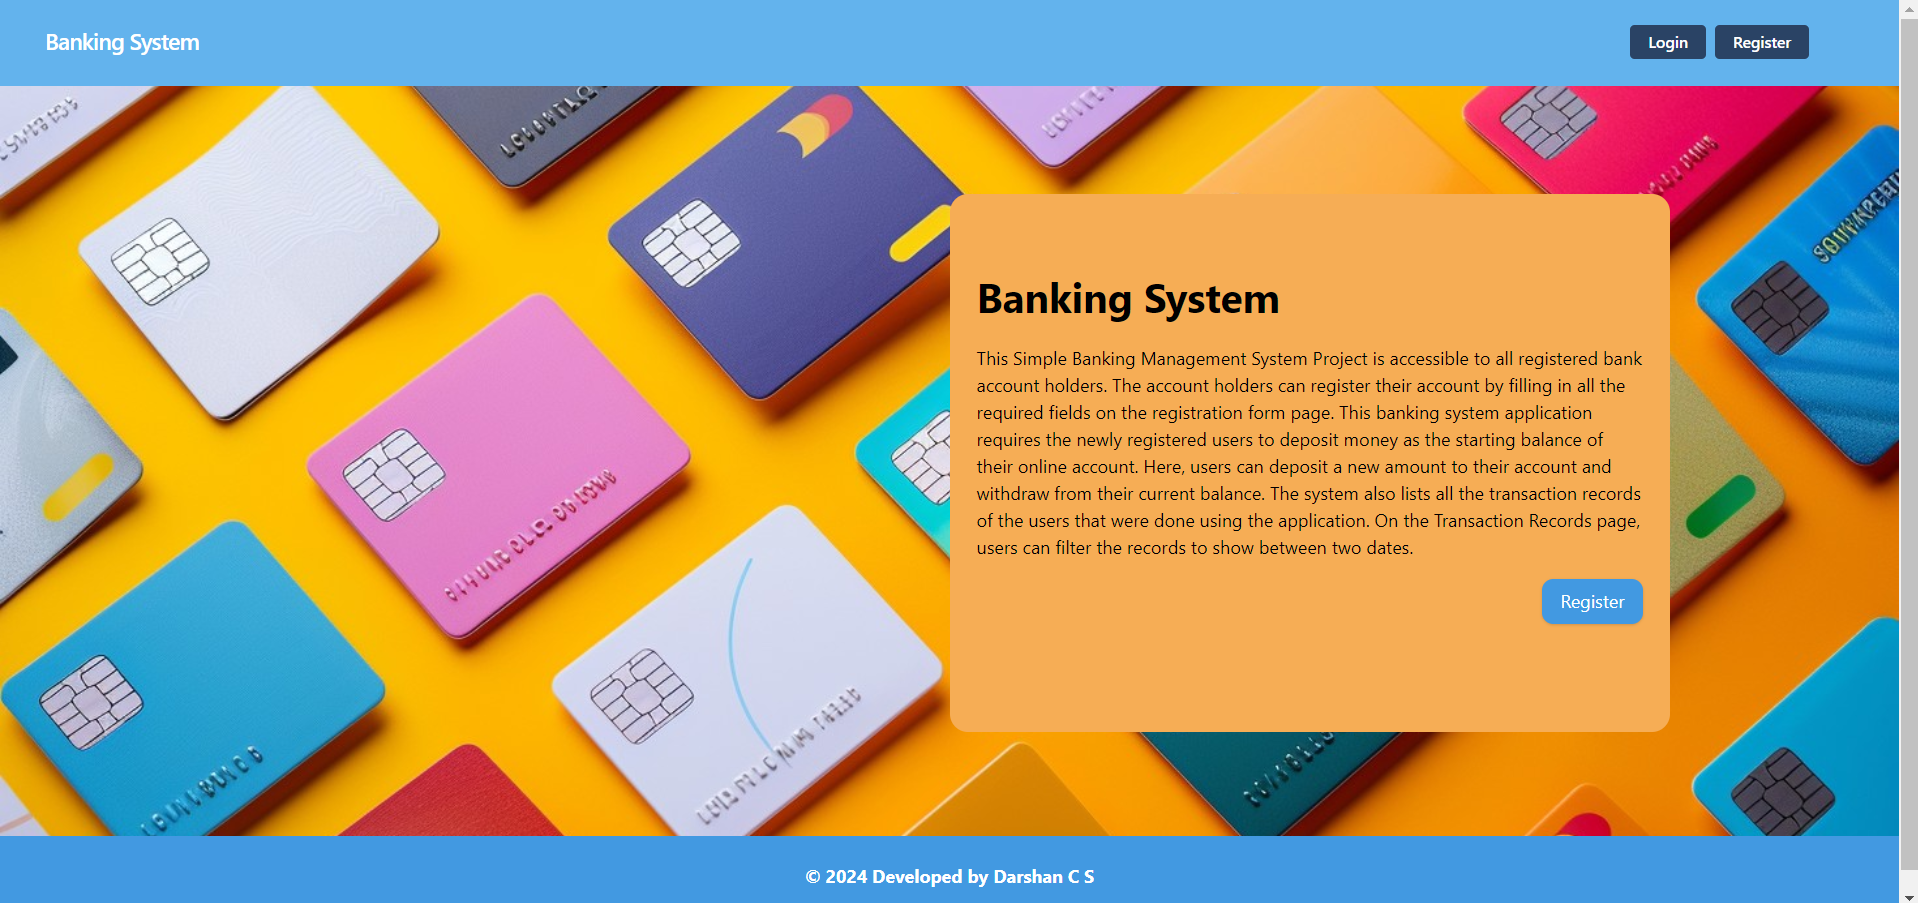 Banking System
Login
Register
Banking System
This Simple Banking Management System Project is accessible to all registered bank
account holders. The account holders can register their account by filling in all the
required fields on the registration form page. This banking system application
requires the newly registered users to deposit money as the starting balance of
their online account. Here, users can deposit a new amount to their account and
withdraw from their current balance. The system also lists all the transaction records
of the users that were done using the application. On the Transaction Records page,
users can filter the records to show between two dates.
Register
© 2024 Developed by Darshan C S